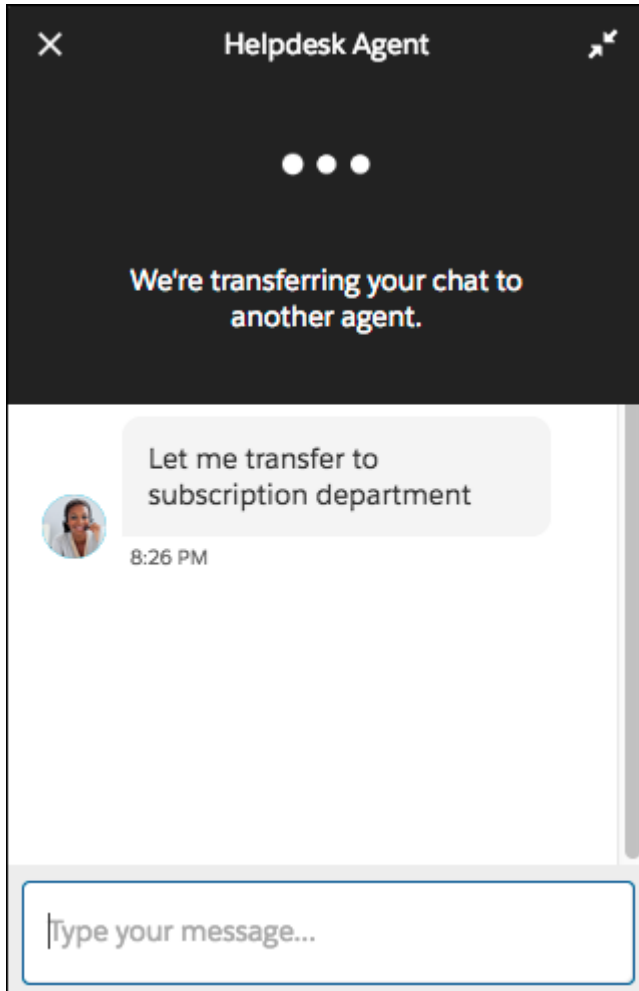 Helpdesk Agent
We're transferring your chat to
another agent.
Let me transfer to
subscription department
8:26 PM
Type your message...